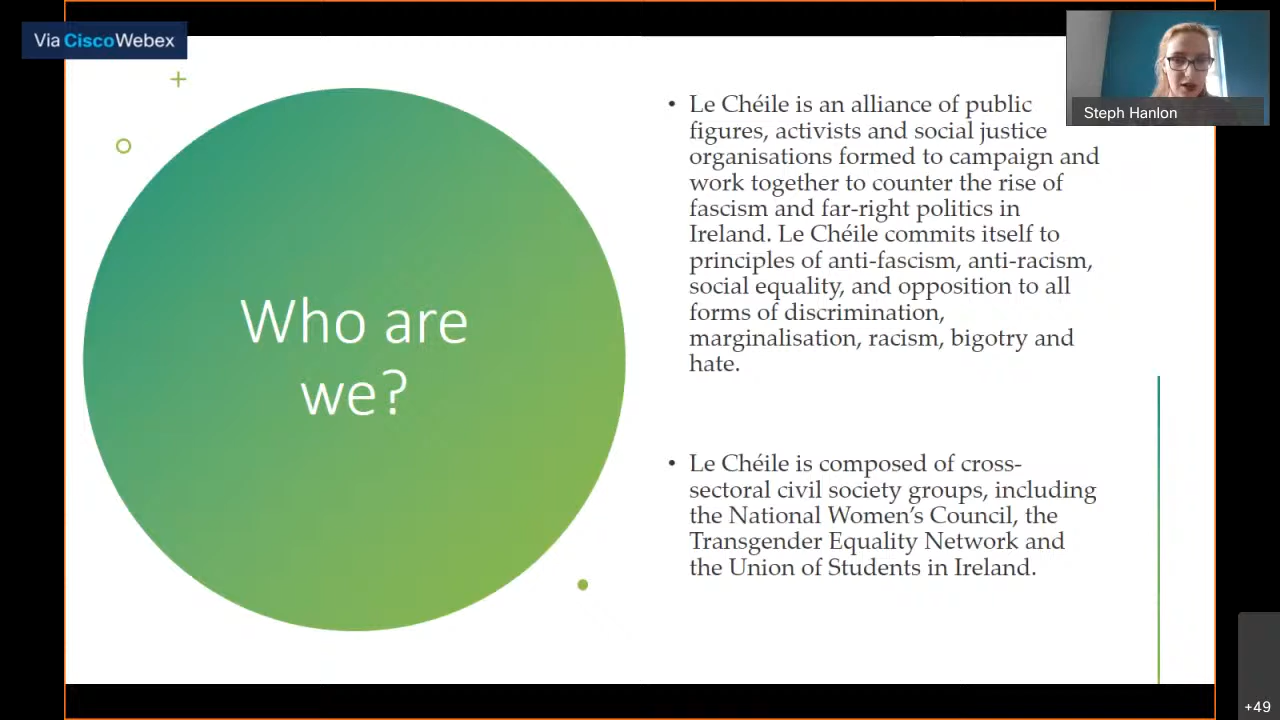 Via Cisco Webex
Steph Hanlon
Who are
we?
• Le Chéile is an alliance of public
figures, activists and social justice
organisations formed to campaign and
work together to counter the rise of
fascism and far-right politics in
Ireland. Le Chéile commits itself to
principles of anti-fascism, anti-racism,
social equality, and opposition to all
forms of discrimination,
marginalisation, racism, bigotry and
hate.
• Le Chéile is composed of cross-
sectoral civil society groups, including
the National Women’s Council, the
Transgender Equality Network and
the Union of Students in Ireland.
+49